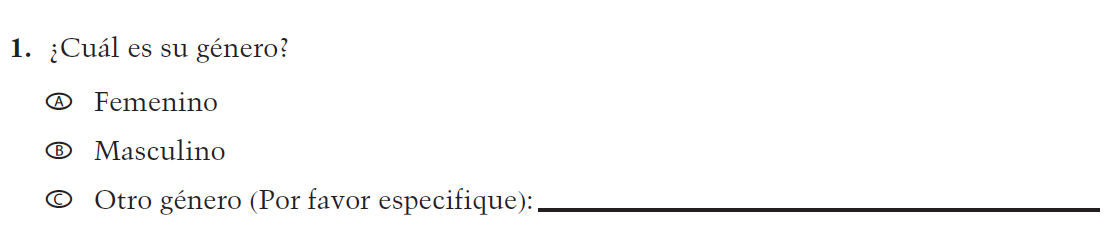 1. ¿Cuál es su género?
A Femenino
B Masculino
C Otro género (Por favor especifique):